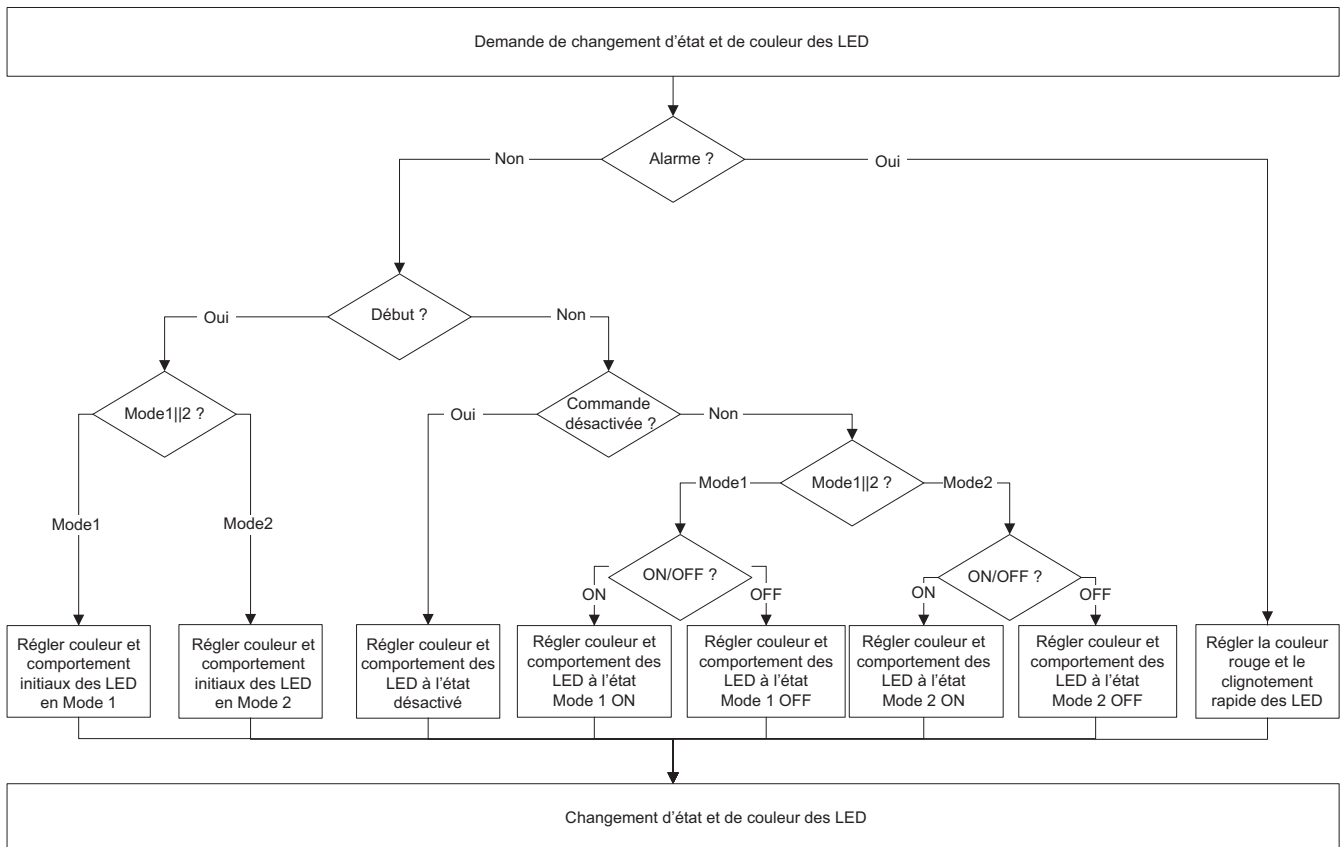 Demande de changement d'état et de couleur des LED
Alarme ?
Non
Oui
Début ?
Oui
Non
Mode1||2 ?
Commande
désactivée ?
Oui
Non
Mode1||2 ?
Mode1
Mode2
Mode1
Mode2
ON/OFF ?
ON
OFF
ON/OFF ?
ON
OFF
Régler couleur et
comportement
initiaux des LED
en Mode 1
Régler couleur et
comportement
initiaux des LED
en Mode 2
Régler couleur et
comportement des
LED à l'état
désactivé
Régler couleur et
comportement des
LED à l'état
Mode 1 ON
Régler couleur et
comportement des
LED à l'état
Mode 1 OFF
Régler couleur et
comportement des
LED à l'état
Mode 2 ON
Régler couleur et
comportement des
LED à l'état
Mode 2 OFF
Régler la couleur
rouge et le
clignotement
rapide des LED
Changement d'état et de couleur des LED